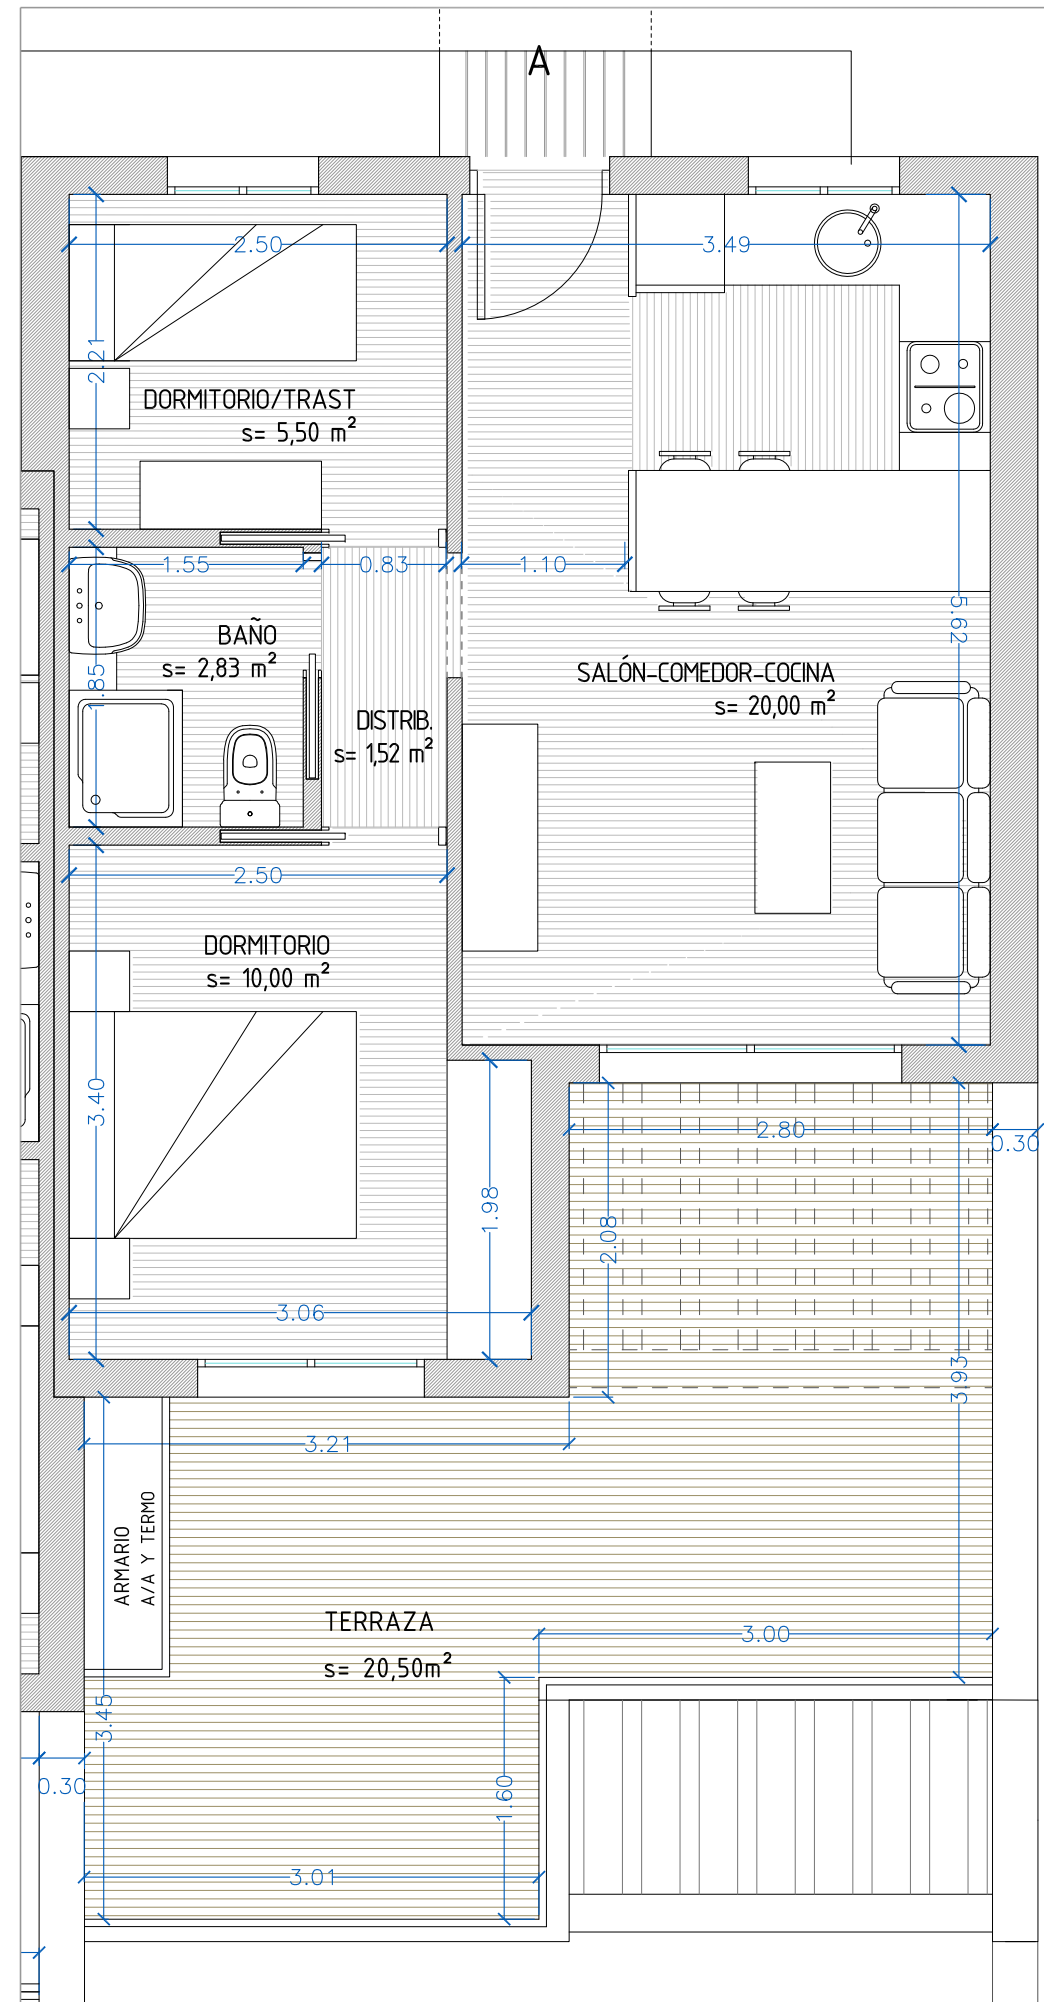 A
2.50
3.49
2.21
DORMITORIO/TRAST
s= 5,50 m²
1.55
0.83
1.10
5.62
BAÑO
s= 2,83 m²
1.85
SALÓN-COMEDOR-COCINA
s= 20,00 m²
DISTRIB.
s= 1,52 m²
2.50
DORMITORIO
s= 10,00 m²
3.40
2.80
0.30
1.98
2.08
3.06
3.93
3.21
ARMARIO
A/A Y TERMO
TERRAZA
s= 20,50m²
3.00
3.45
0.30
1.60
3.01